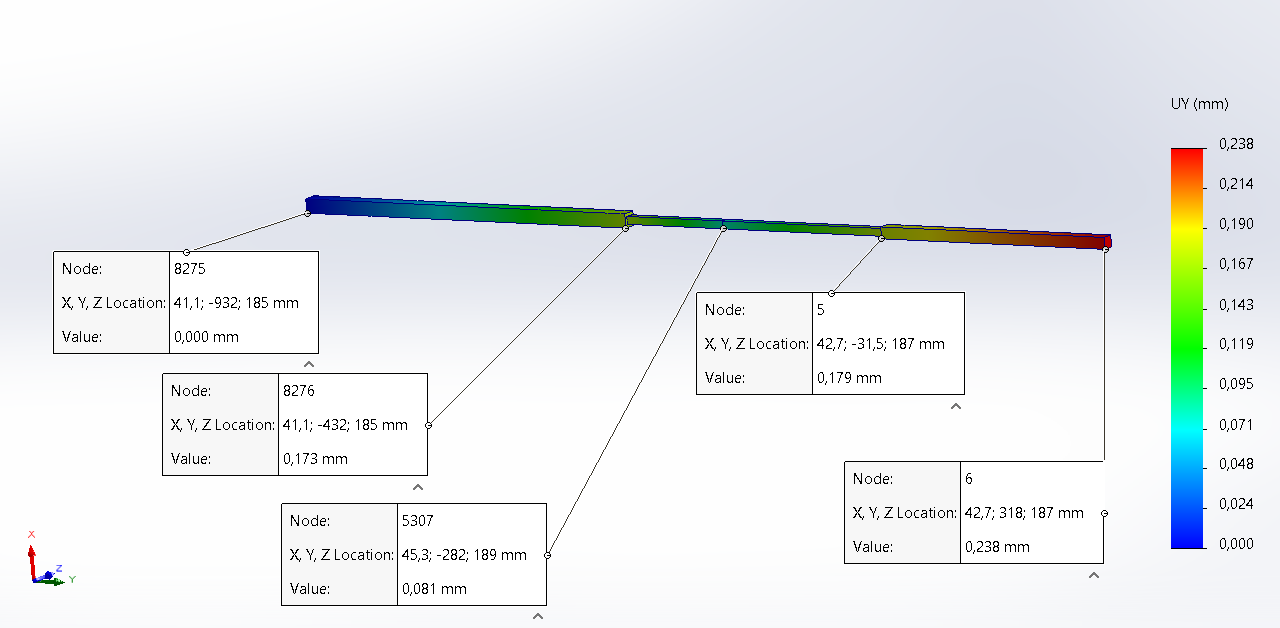 UY (mm)
0,238
0,214
0,190
0,167
0,143
0,119
0,095
0,071
0,048
0,024
0,000
Node: 8275
X, Y, Z Location: 41,1; -932; 185 mm
Value: 0,000 mm
Node: 5
X, Y, Z Location: 42,7; -31,5; 187 mm
Value: 0,179 mm
Node: 8276
X, Y, Z Location: 41,1; -432; 185 mm
Value: 0,173 mm
Node: 6
X, Y, Z Location: 42,7; 318; 187 mm
Value: 0,238 mm
Node: 5307
X, Y, Z Location: 45,3; -282; 189 mm
Value: 0,081 mm
X
Z
Y